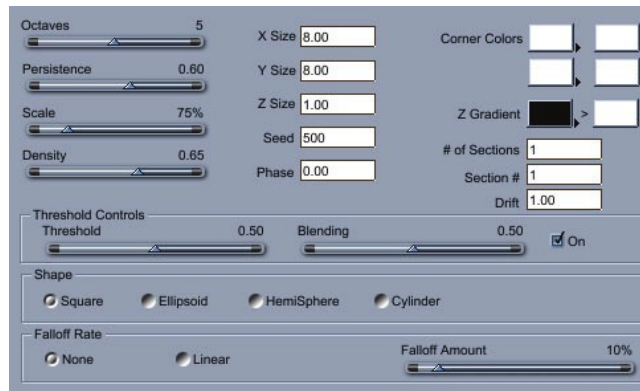 Octaves 5
Persistence 0.60
Scale 75%
Density 0.65
X Size 8.00
Y Size 8.00
Z Size 1.00
Seed 500
Phase 0.00
Corner Colors
Z Gradient >
# of Sections 1
Section # 1
Drift 1.00
Threshold Controls
Threshold 0.50 Blending 0.50 On
Shape
Square Ellipsoid HemiSphere Cylinder
Falloff Rate
None Linear Falloff Amount 10%